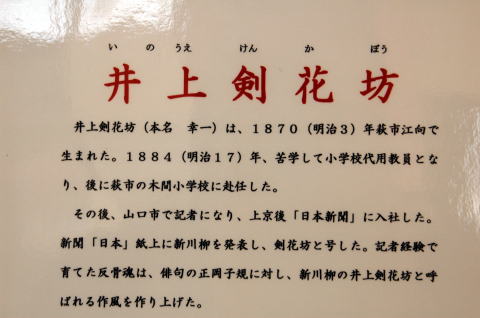 い の うえ けん か ぼう
井上剣花坊
井上剣花坊（本名　幸一）は、１８７０（明治３）年萩市江向で
生まれた。１８８４（明治１７）年、苦学して小学校代用教員とな
り、後に萩市の木間小学校に赴任した。
その後、山口市で記者になり、上京後「日本新聞」に入社した。
新聞「日本」紙上に新川柳を発表し、剣花坊と号した。記者経験で
育てた反骨魂は、俳句の正岡子規に対し、新川柳の井上剣花坊と呼
ばれる作風を作り上げた。